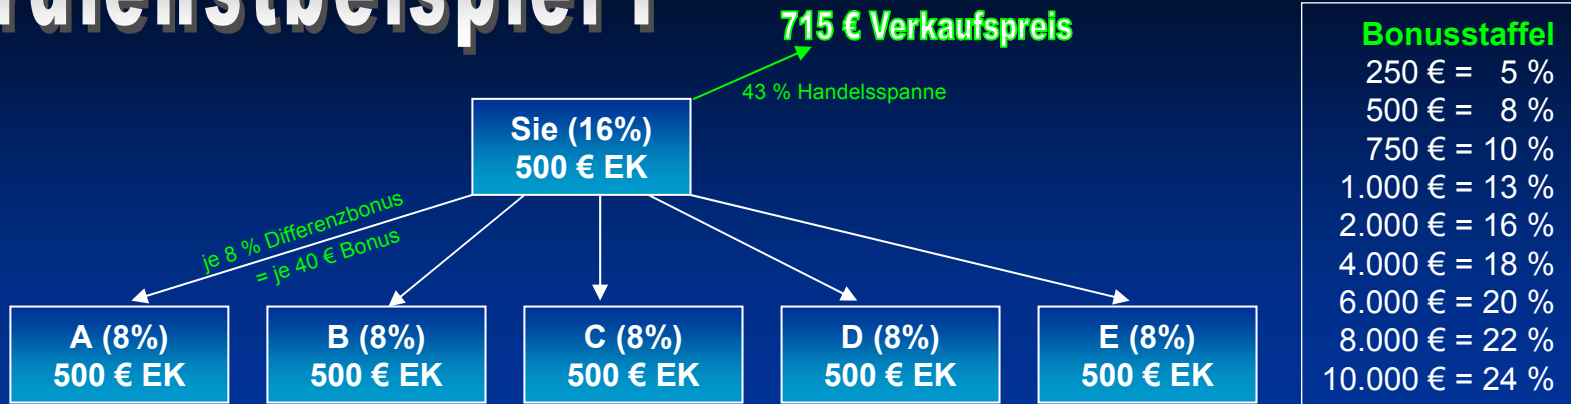 715 € Verkaufspreis
43 % Handelsspanne
Sie (16%)
500 € EK
je 8 % Differenzbonus
= je 40 € Bonus
A (8%)
500 € EK
B (8%)
500 € EK
C (8%)
500 € EK
D (8%)
500 € EK
E (8%)
500 € EK
Bonusstaffel
250 € = 5 %
500 € = 8 %
750 € = 10 %
1.000 € = 13 %
2.000 € = 16 %
4.000 € = 18 %
6.000 € = 20 %
8.000 € = 22 %
10.000 € = 24 %